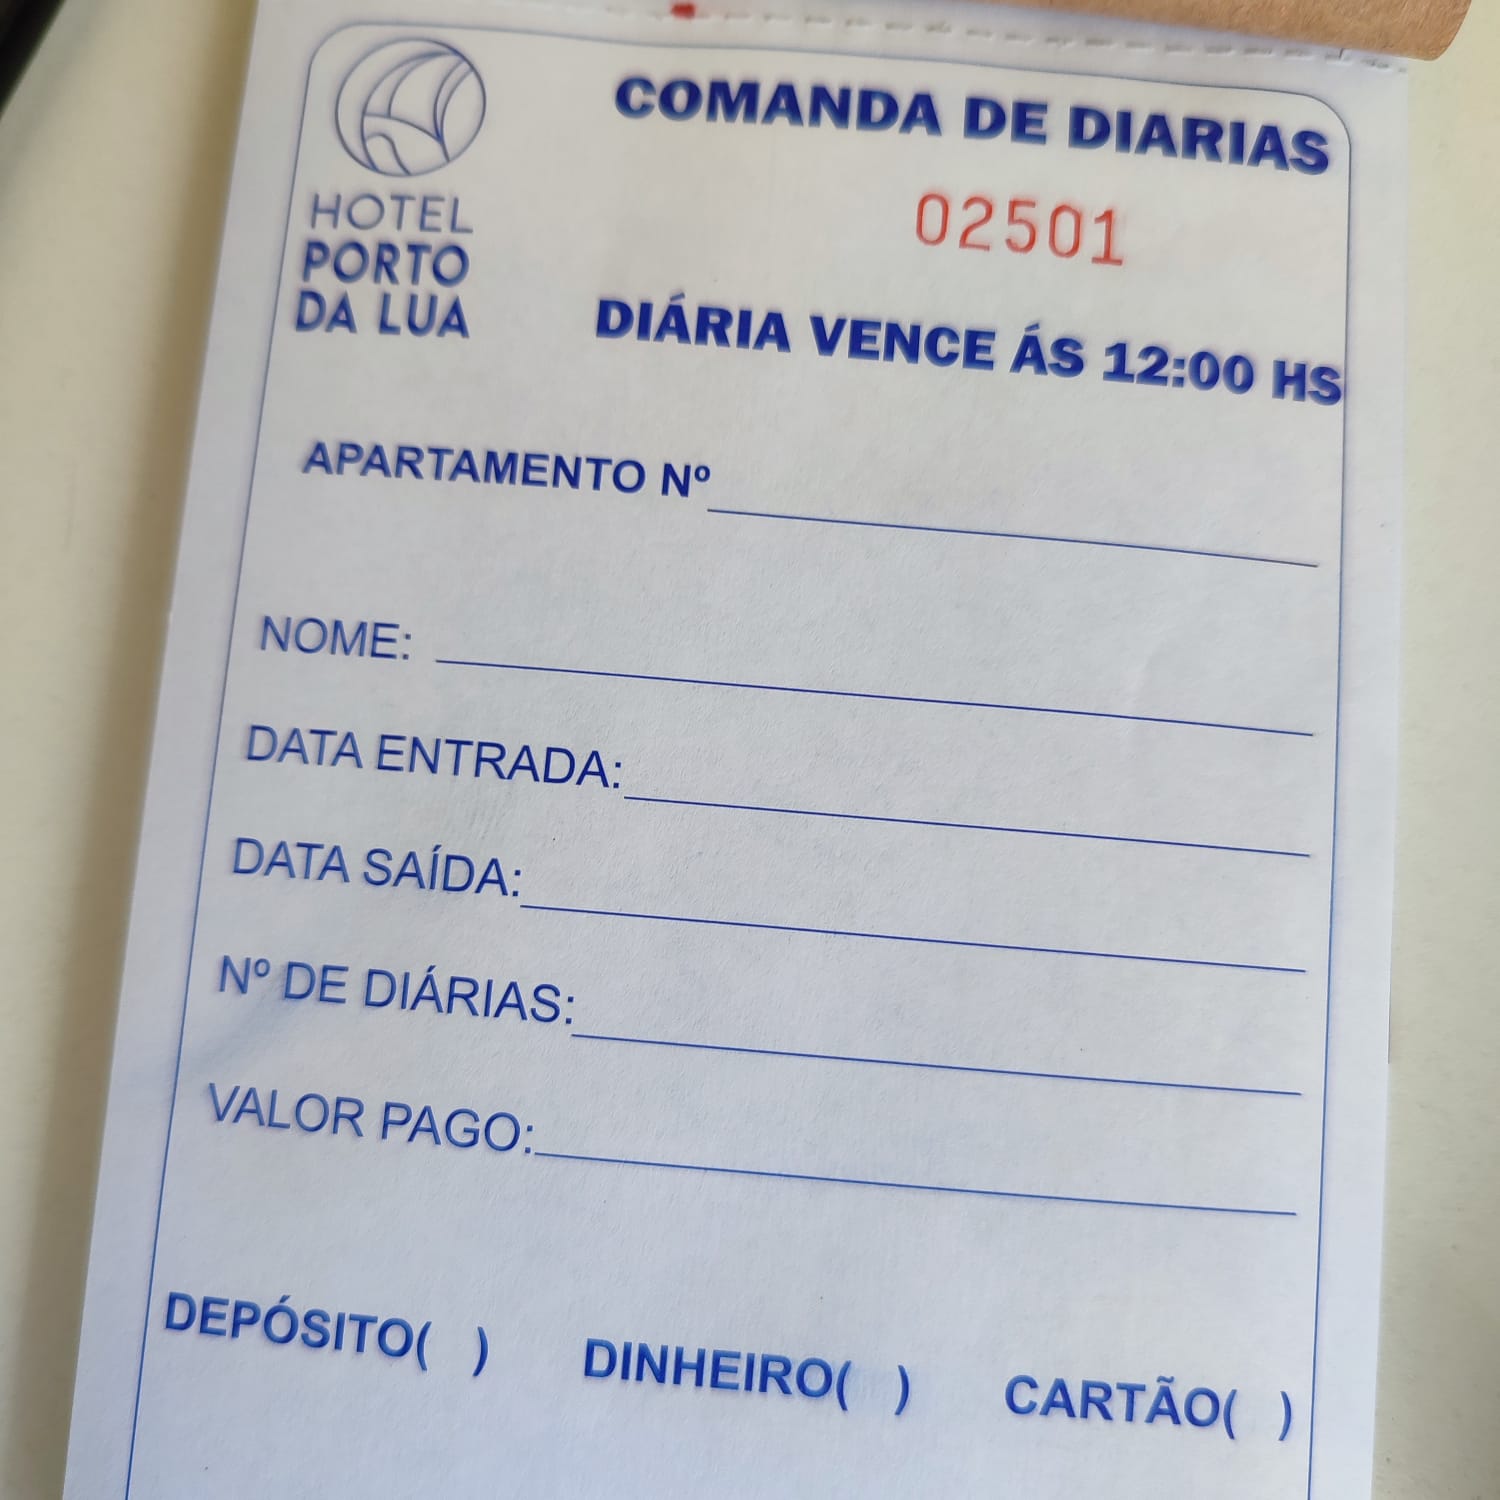 COMANDA DE DIARIAS
HOTEL
PORTO
DA LUA
02501
DIÁRIA VENCE ÁS 12:00 HS
APARTAMENTO Nº
NOME:
DATA ENTRADA:
DATA SAÍDA:
Nº DE DIÁRIAS:
VALOR PAGO:
DEPÓSITO( ) DINHEIRO( ) CARTÃO( )